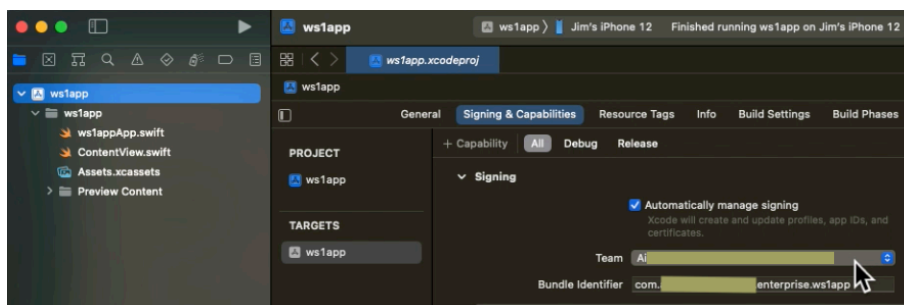 ws1app
ws1app 〉 Jim's iPhone 12
Finished running ws1app on Jim's iPhone 12
ws1app.xcodeproj
ws1app
ws1app
ws1app
ws1appApp.swift
ContentView.swift
Assets.xcassets
Preview Content
General Signing & Capabilities Resource Tags Info Build Settings Build Phases
+ Capability All Debug Release
PROJECT
ws1app
TARGETS
ws1app
Signing
Automatically manage signing
Xcode will create and update profiles, app IDs, and
certificates.
Team Ai
Bundle Identifier com. enterprise.ws1app